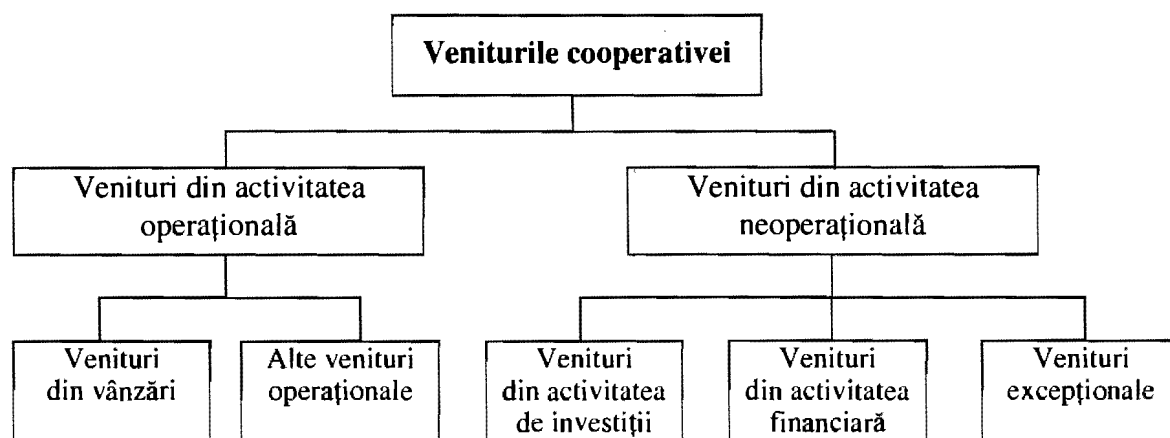 Veniturile cooperativei
Venituri din activitatea
operațională
Venituri din activitatea
neoperațională
Venituri
din vânzări
Alte venituri
operaționale
Venituri
din activitatea
de investiții
Venituri
din activitatea
financiară
Venituri
excepționale